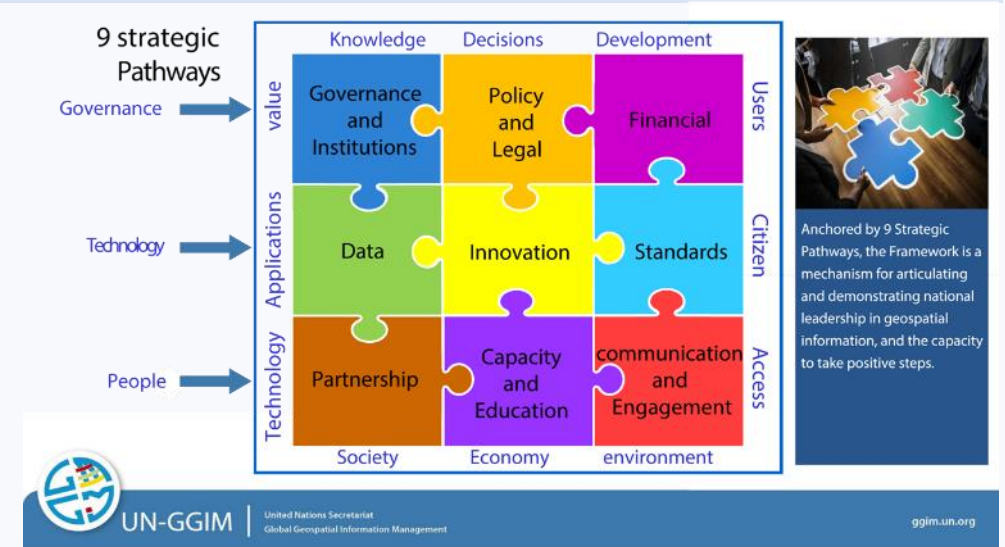 9 strategic
Pathways
Governance
Technology
People
Knowledge
Decisions
Development
value
Applications
Technology
Governance
and
Institutions
Policy
and
Legal
Financial
Data
Innovation
Standards
Partnership
Capacity
and
Education
communication
and
Engagement
Users
Citizen
Access
Society
Economy
environment
Anchored by 9 Strategic
Pathways, the Framework is a
mechanism for articulating
and demonstrating national
leadership in geospatial
information, and the capacity
to take positive steps.
UN-GGIM
United Nations Secretariat
Global Geospatial Information Management
ggim.un.org